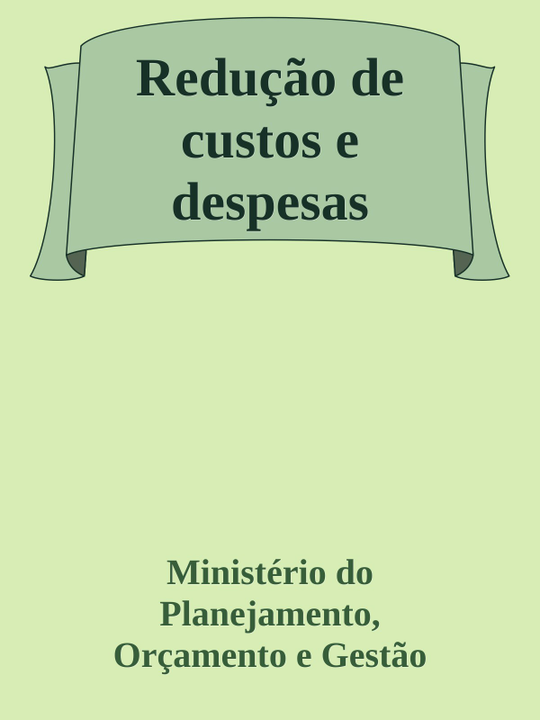 Redução de
custos e
despesas
Ministério do
Planejamento,
Orçamento e Gestão